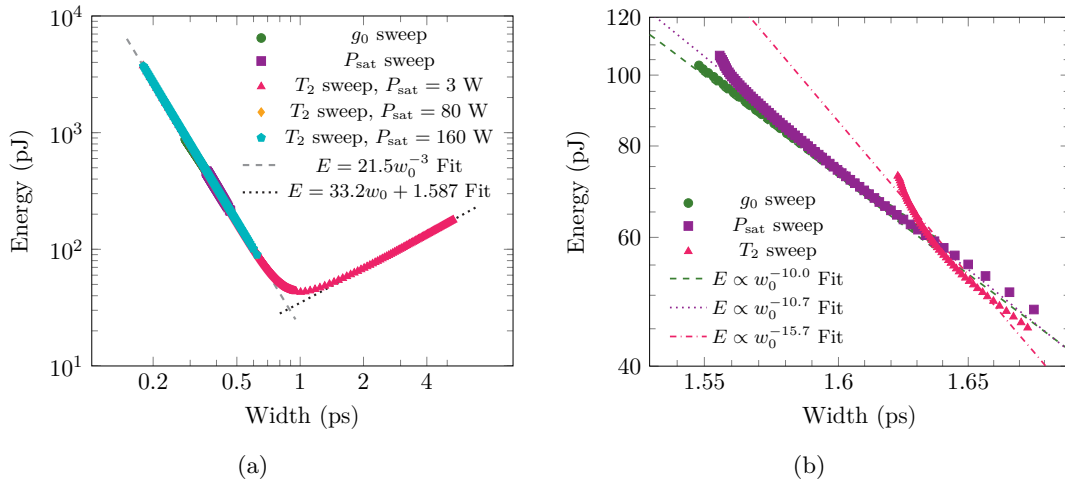 10^4
10^3
10^2
10^1
Energy (pJ)
0.2 0.5 1 2 4
Width (ps)
g_0 sweep
P_sat sweep
T_2 sweep, P_sat = 3 W
T_2 sweep, P_sat = 80 W
T_2 sweep, P_sat = 160 W
E = 21.5w_0^{-3} Fit
E = 33.2w_0 + 1.587 Fit
(a)
120
100
80
60
40
Energy (pJ)
1.55 1.6 1.65
Width (ps)
g_0 sweep
P_sat sweep
T_2 sweep
E ∝ w_0^{-10.0} Fit
E ∝ w_0^{-10.7} Fit
E ∝ w_0^{-15.7} Fit
(b)